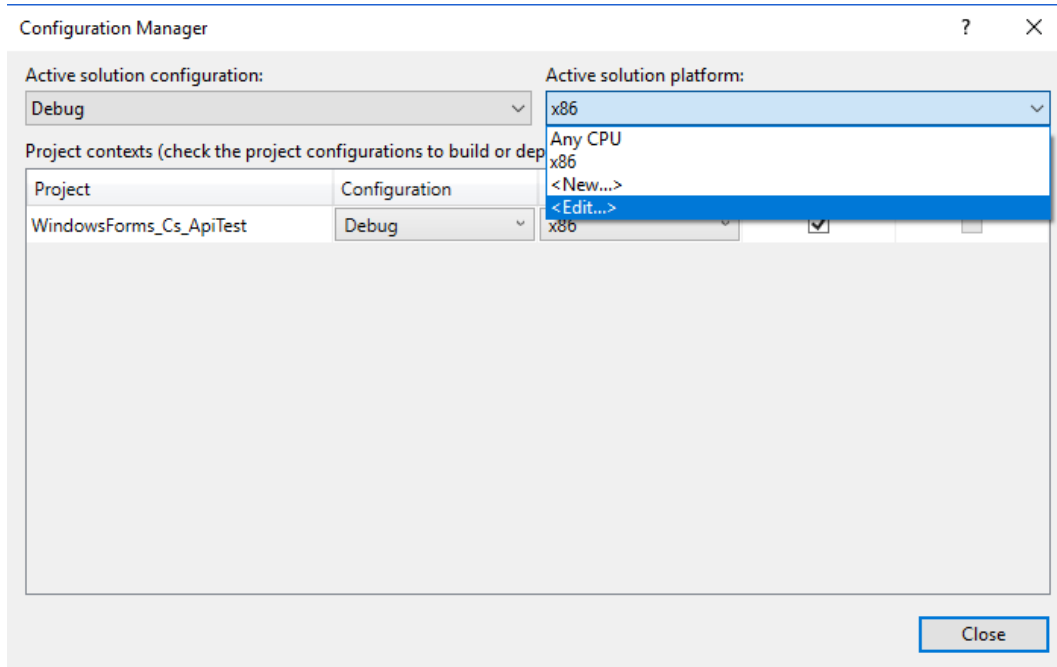 Configuration Manager
?
Active solution configuration:
Active solution platform:
Debug
x86
Any CPU
x86
<New...>
<Edit...>
Project contexts (check the project configurations to build or dep
Project
Configuration
WindowsForms_Cs_ApiTest
Debug
x86
Close